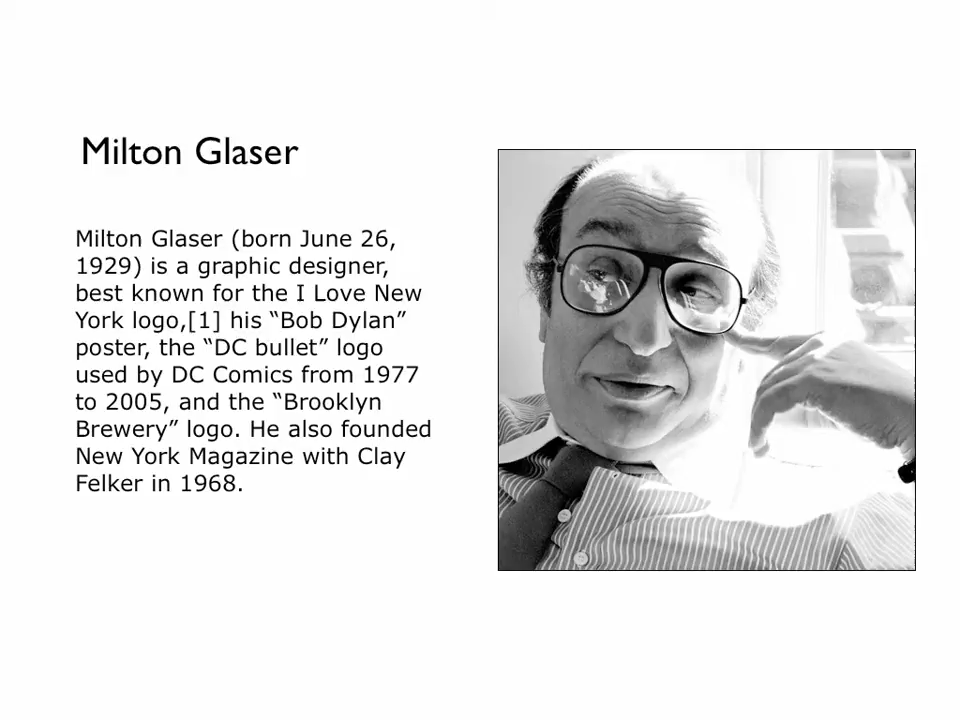 Milton Glaser
Milton Glaser (born June 26,
1929) is a graphic designer,
best known for the I Love New
York logo,[1] his “Bob Dylan”
poster, the “DC bullet” logo
used by DC Comics from 1977
to 2005, and the “Brooklyn
Brewery” logo. He also founded
New York Magazine with Clay
Felker in 1968.